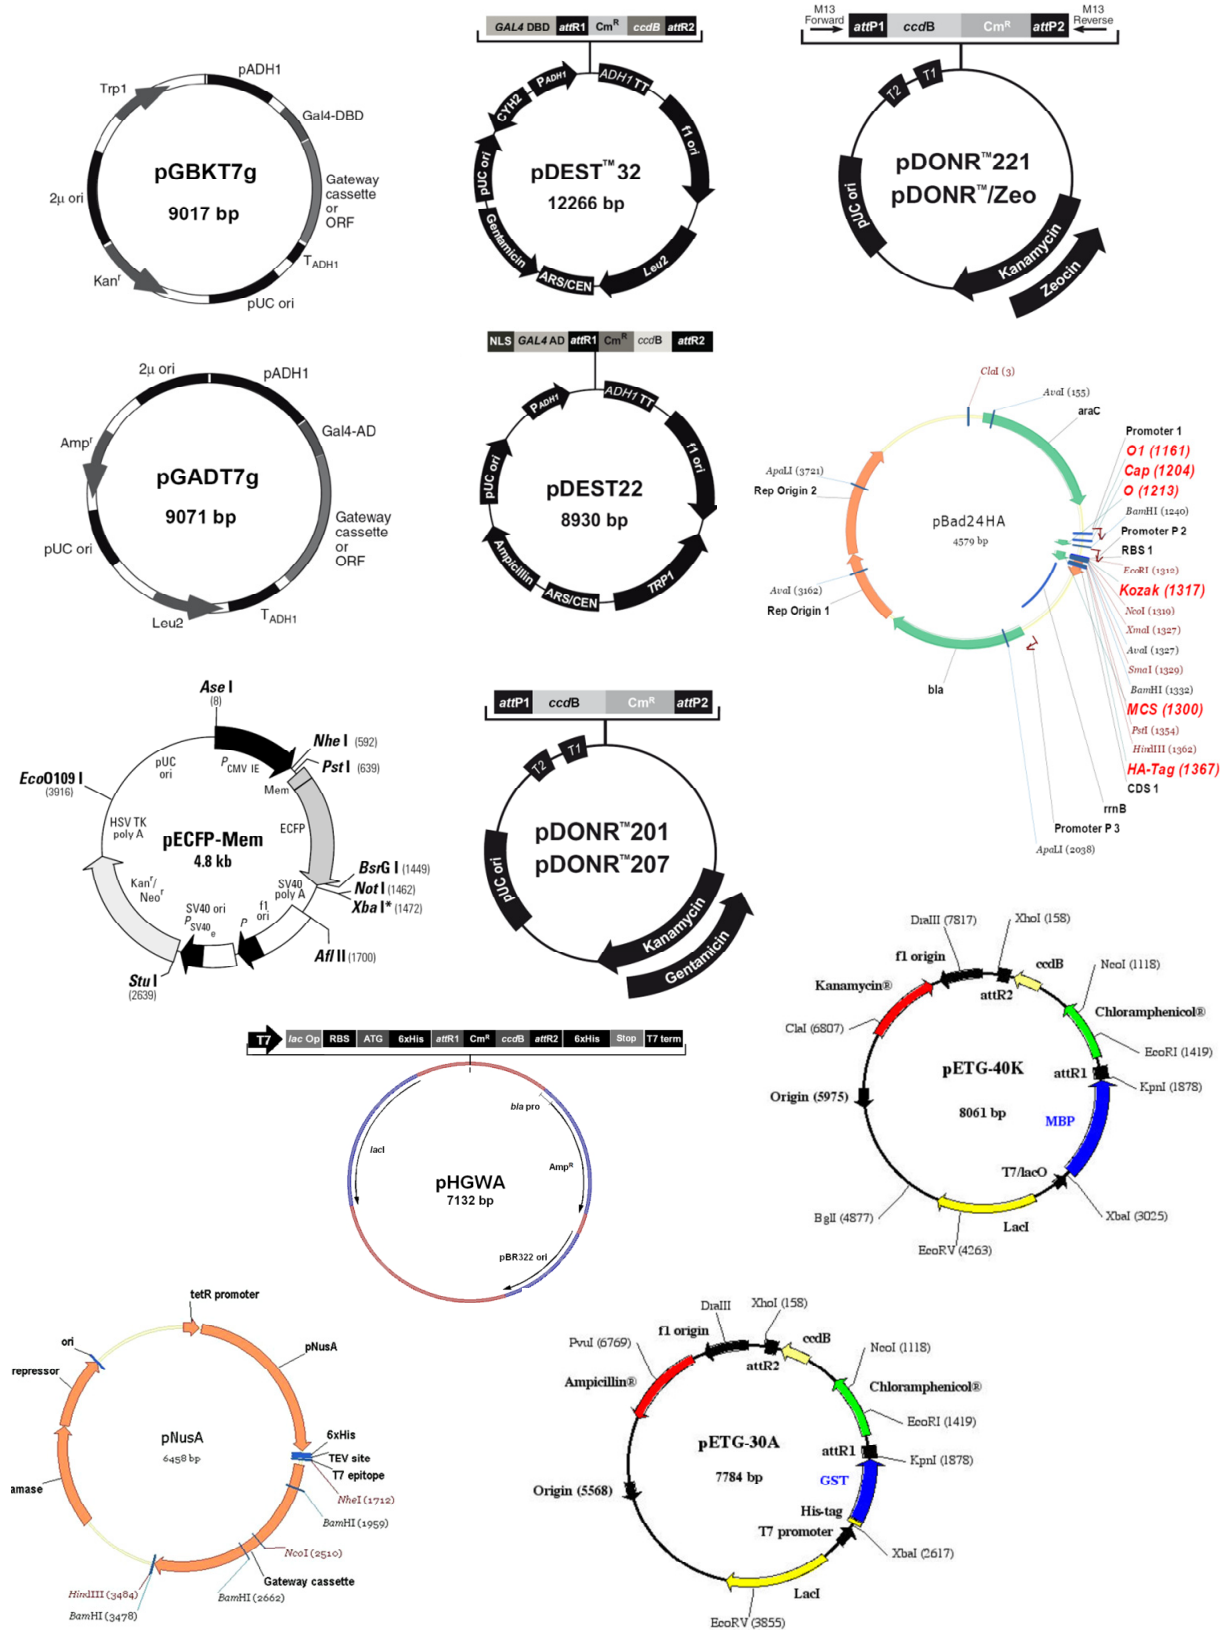 pADH1
Trp1
Gal4-DBD
pGBKT7g
9017 bp
2µ ori
Gateway
cassette
or
ORF
TADH1
Kanr
pUC ori
GAL4 DBD attR1 CmR ccdB attR2
PADH1
ADH1TT
CYH2
f1 ori
pUC ori
pDEST™32
12266 bp
Gentamicin
Leu2
ARS/CEN
M13
Forward
attP1 ccdB CmR attP2
M13
Reverse
T2 T1
pDONR™221
pDONR™/Zeo
pUC ori
Kanamycin
Zeocin
2µ ori
pADH1
Gal4-AD
Ampr
pGADT7g
9071 bp
Gateway
cassette
or
ORF
pUC ori
Leu2
TADH1
NLS GAL4 AD attR1 CmR ccdB attR2
PADH1
ADH1TT
f1 ori
pUC ori
pDEST22
8930 bp
Ampicillin
TRP1
ARS/CEN
ClaI (3)
AvaI (155)
araC
Promoter 1
O1 (1161)
Cap (1204)
O (1213)
BamHI (1240)
Promoter P 2
RBS 1
EcoRI (1312)
Kozak (1317)
NcoI (1319)
XmaI (1327)
AvaI (1327)
SmaI (1329)
BamHI (1332)
MCS (1300)
PstI (1354)
HindIII (1362)
HA-Tag (1367)
CDS 1
rrnB
Promoter P 3
ApaLI (2038)
bla
Rep Origin 1
AvaI (3162)
Rep Origin 2
ApaLI (3721)
pBad24HA
4579 bp
Ase I
(8)
Nhe I (592)
Pst I (639)
PCMV IE
Mem
pUC
ori
EcoO109 I
(3916)
HSV TK
poly A
pECFP-Mem
4.8 kb
ECFP
BsrG I (1449)
Not I (1462)
Xba I* (1472)
SV40
poly A
Kanr/
Neor
SV40 ori
PSV40e
P
f1
ori
Afl II (1700)
Stu I
(2639)
attP1 ccdB CmR attP2
T2 T1
pDONR™201
pDONR™207
pUC ori
Kanamycin
Gentamicin
DraIII (7817)
XhoI (158)
f1 origin
ccdB
NcoI (1118)
Kanamycin®
attR2
Chloramphenicol®
ClaI (6807)
EcoRI (1419)
pETG-40K
attR1
KpnI (1878)
Origin (5975)
8061 bp
MBP
T7/lacO
BglI (4877)
XbaI (3025)
LacI
EcoRV (4263)
T7 lac Op RBS ATG 6xHis attR1 CmR ccdB attR2 6xHis Stop T7 term
bla pro
lacI
AmpR
pHGWA
7132 bp
pBR322 ori
tetR promoter
ori
pNusA
repressor
pNusA
6458 bp
6xHis
TEV site
T7 epitope
NheI (1712)
BamHI (1959)
amase
NcoI (2510)
Gateway cassette
BamHI (2662)
HindIII (3484)
BamHI (3478)
DraIII
XhoI (158)
f1 origin
ccdB
PvuI (6769)
attR2
NcoI (1118)
Ampicillin®
Chloramphenicol®
EcoRI (1419)
pETG-30A
attR1
KpnI (1878)
7784 bp
GST
Origin (5568)
His-tag
T7 promoter
XbaI (2617)
LacI
EcoRV (3855)